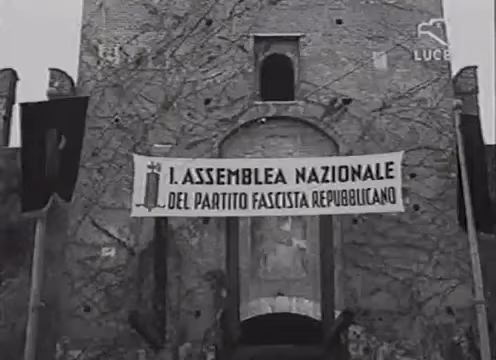 LUCE
I. ASSEMBLEA NAZIONALE
DEL PARTITO FASCISTA REPUBBLICANO